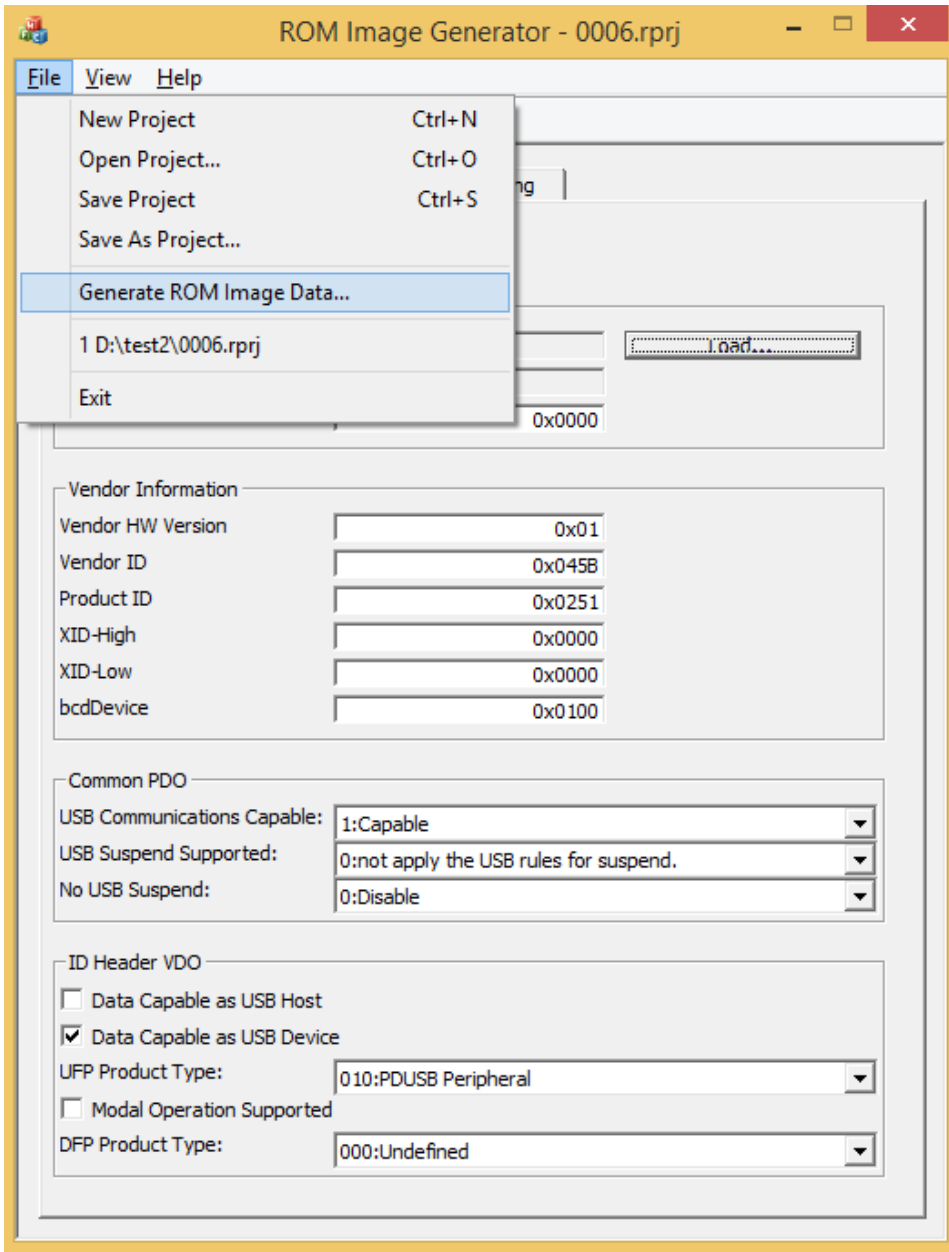 ROM Image Generator - 0006.rprj
File View Help
New Project Ctrl+N
Open Project... Ctrl+O
Save Project Ctrl+S
Save As Project...
Generate ROM Image Data...
1 D:\test2\0006.rprj
Load...
Exit
0x0000
Vendor Information
Vendor HW Version 0x01
Vendor ID 0x045B
Product ID 0x0251
XID-High 0x0000
XID-Low 0x0000
bcdDevice 0x0100
Common PDO
USB Communications Capable: 1:Capable
USB Suspend Supported: 0:not apply the USB rules for suspend.
No USB Suspend: 0:Disable
ID Header VDO
Data Capable as USB Host
Data Capable as USB Device
UFP Product Type: 010:PDUSB Peripheral
Modal Operation Supported
DFP Product Type: 000:Undefined